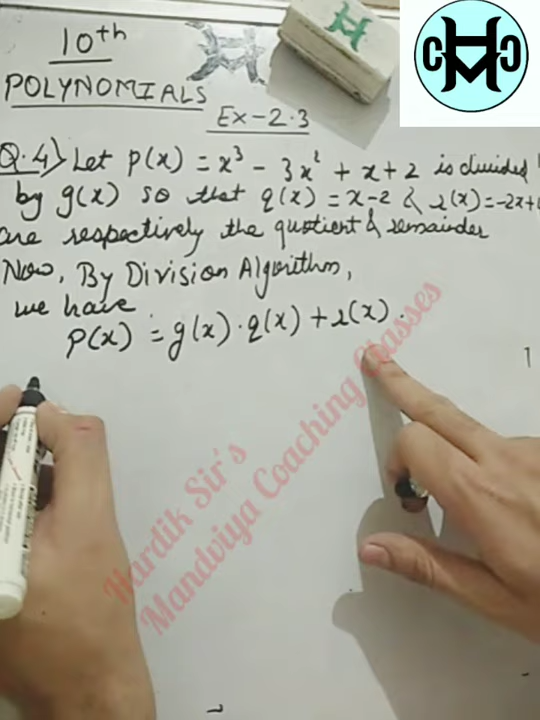 10th
POLYNOMIALS
Ex-2.3
Q.4) Let p(x) = x³ - 3x² + x + 2 is divided
by g(x) so that q(x) = x-2 & r(x) = -2x+
are respectively the quotient & remainder
Now, By Division Algorithm,
we have
p(x) = g(x) · q(x) + r(x) .
Hardik Sir's
Mandviya Coaching Classes